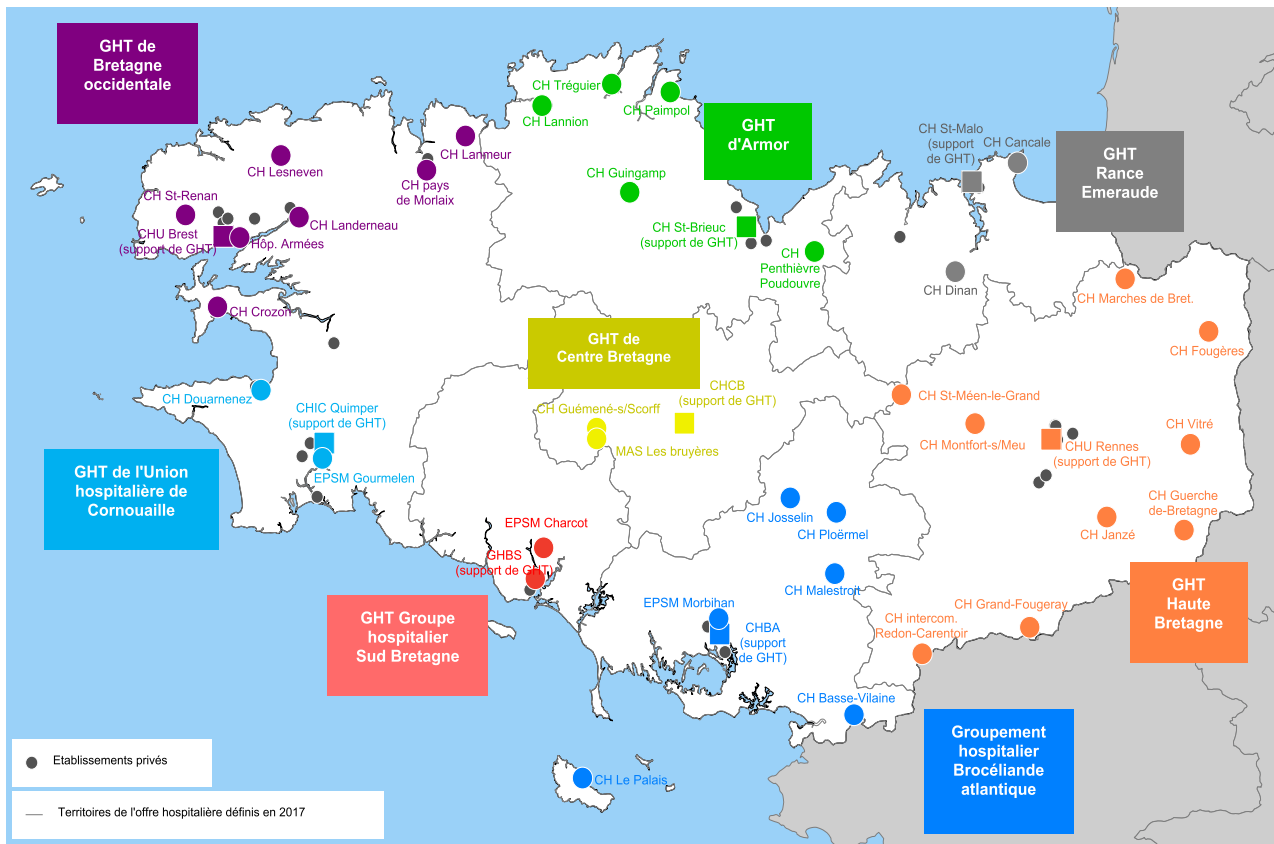 GHT de
Bretagne
occidentale
CH Tréguier
CH Lannion
CH Paimpol
GHT
d'Armor
CH St-Malo
(support
de GHT)
CH Cancale
GHT
Rance
Emeraude
CH Lanmeur
CH Lesneven
CH pays
de Morlaix
CH Guingamp
CH St-Renan
CHU Brest
(support de GHT)
Hôp. Armées
CH Landerneau
CH St-Brieuc
(support de GHT)
CH
Penthièvre
Poudouvre
CH Dinan
CH Marches de Bret.
CH Crozon
CH Fougères
GHT de
Centre Bretagne
CH Douarnenez
CHIC Quimper
(support de GHT)
EPSM Gourmelen
CHCB
(support de GHT)
CH Guémené-s/Scorff
MAS Les bruyères
CH St-Méen-le-Grand
CH Montfort-s/Meu
CHU Rennes
(support de GHT)
CH Vitré
GHT de l'Union
hospitalière de
Cornouaille
CH Josselin
CH Ploërmel
CH Janzé
CH Guerche
de-Bretagne
EPSM Charcot
GHBS
(support de GHT)
CH Malestroit
GHT Groupe
hospitalier
Sud Bretagne
EPSM Morbihan
CHBA
(support
de GHT)
CH intercom.
Redon-Carentoir
CH Grand-Fougeray
GHT
Haute
Bretagne
CH Basse-Vilaine
Groupement
hospitalier
Brocéliande
atlantique
CH Le Palais
Etablissements privés
Territoires de l'offre hospitalière définis en 2017